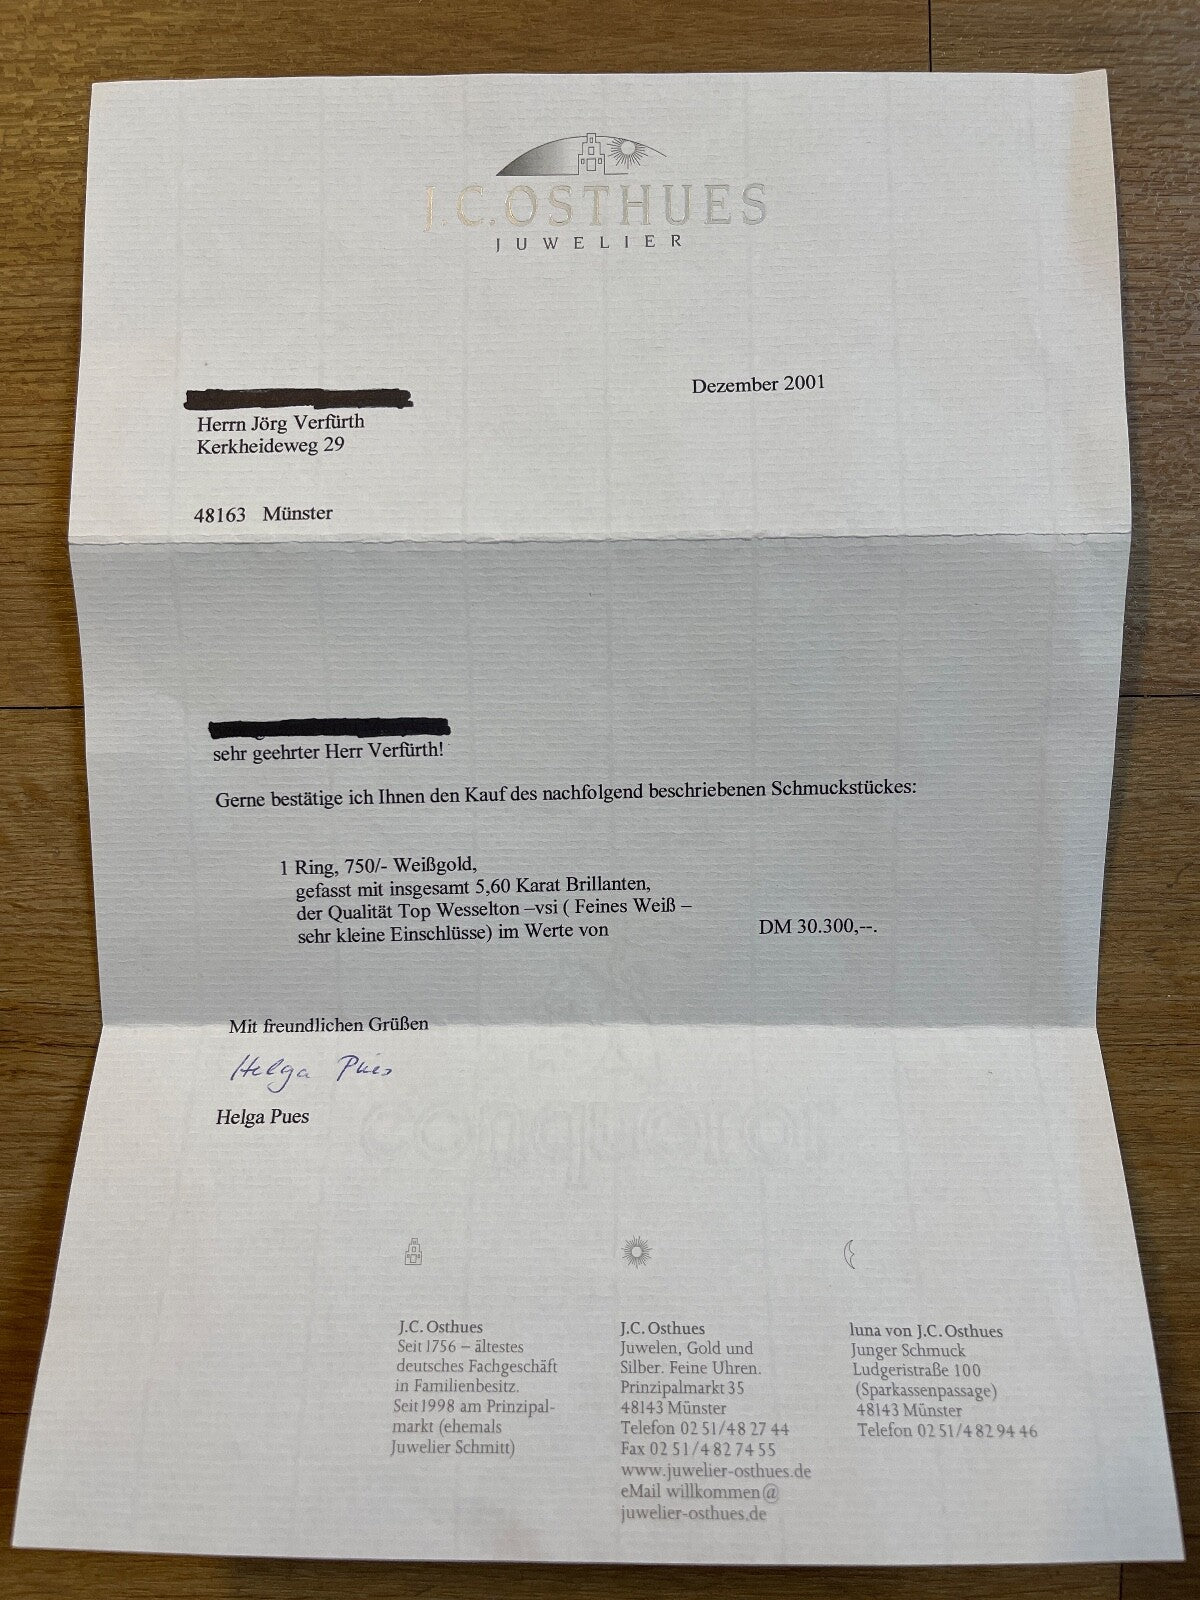 J.C.OSTHUES
JUWELIER
Dezember 2001
Herrn Jörg Verfürth
Kerkheideweg 29
48163 Münster
sehr geehrter Herr Verfürth!
Gerne bestätige ich Ihnen den Kauf des nachfolgend beschriebenen Schmuckstückes:
1 Ring, 750/- Weißgold,
gefasst mit insgesamt 5,60 Karat Brillanten,
der Qualität Top Wesselton –vsi ( Feines Weiß –
sehr kleine Einschlüsse) im Werte von DM 30.300,--.
Mit freundlichen Grüßen
Helga Pues
Helga Pues
conqueror
J.C. Osthues
Seit 1756 – ältestes
deutsches Fachgeschäft
in Familienbesitz.
Seit 1998 am Prinzipal-
markt (ehemals
Juwelier Schmitt)
J.C. Osthues
Juwelen, Gold und
Silber. Feine Uhren.
Prinzipalmarkt 35
48143 Münster
Telefon 02 51/48 27 44
Fax 02 51/4 82 74 55
www.juwelier-osthues.de
eMail willkommen@
juwelier-osthues.de
luna von J.C. Osthues
Junger Schmuck
Ludgeristraße 100
(Sparkassenpassage)
48143 Münster
Telefon 02 51/4 82 94 46